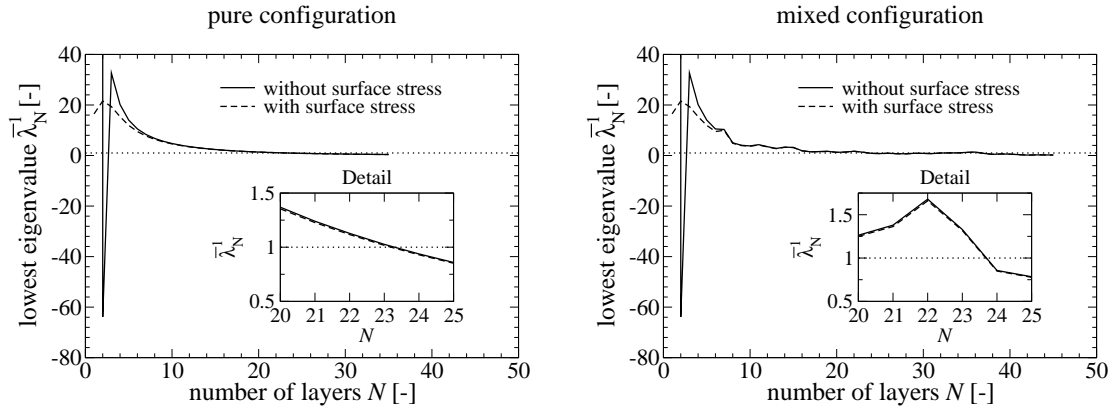 pure configuration
40
20
0
-20
-40
-60
-80
0 10 20 30 40 50
lowest eigenvalue λ̄_N^-1 [-]
number of layers N [-]
without surface stress
with surface stress
Detail
1.5
1
0.5
20 21 22 23 24 25
λ̄_N^-1
N
mixed configuration
40
20
0
-20
-40
-60
-80
0 10 20 30 40 50
lowest eigenvalue λ̄_N^-1 [-]
number of layers N [-]
without surface stress
with surface stress
Detail
1.5
1
0.5
20 21 22 23 24 25
λ̄_N^-1
N